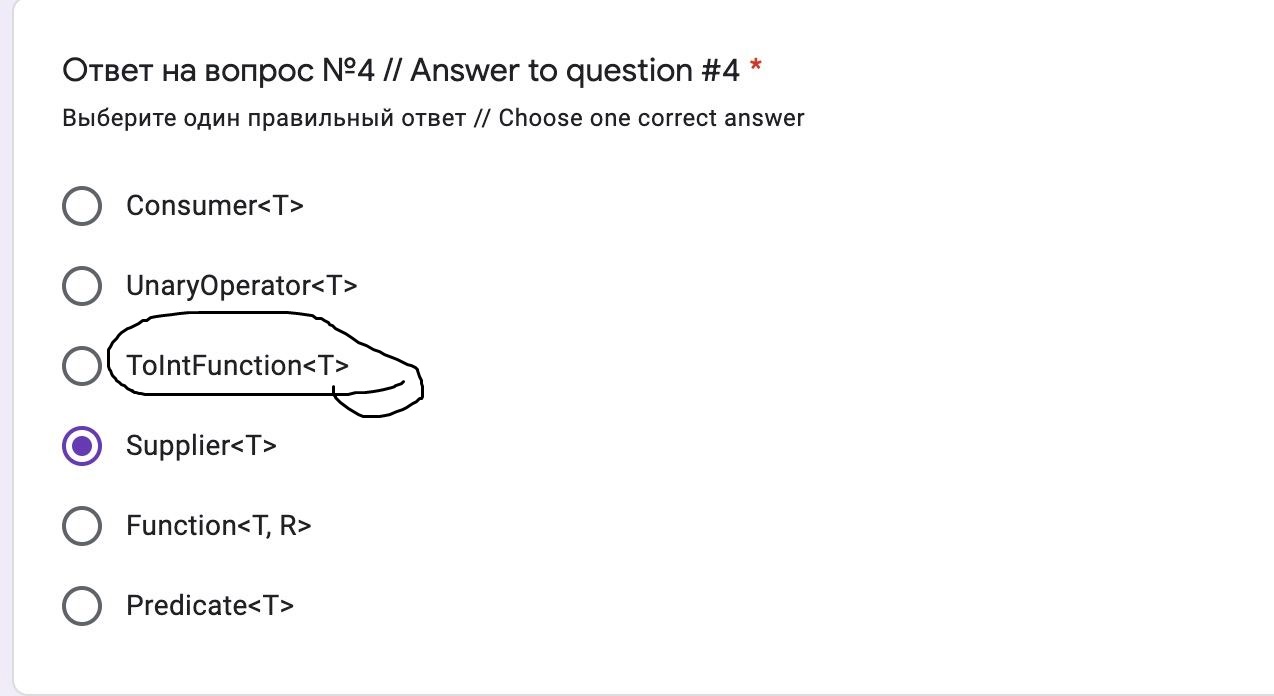 Ответ на вопрос №4 // Answer to question #4 *
Выберите один правильный ответ // Choose one correct answer
Consumer<T>
UnaryOperator<T>
ToIntFunction<T>
Supplier<T>
Function<T, R>
Predicate<T>